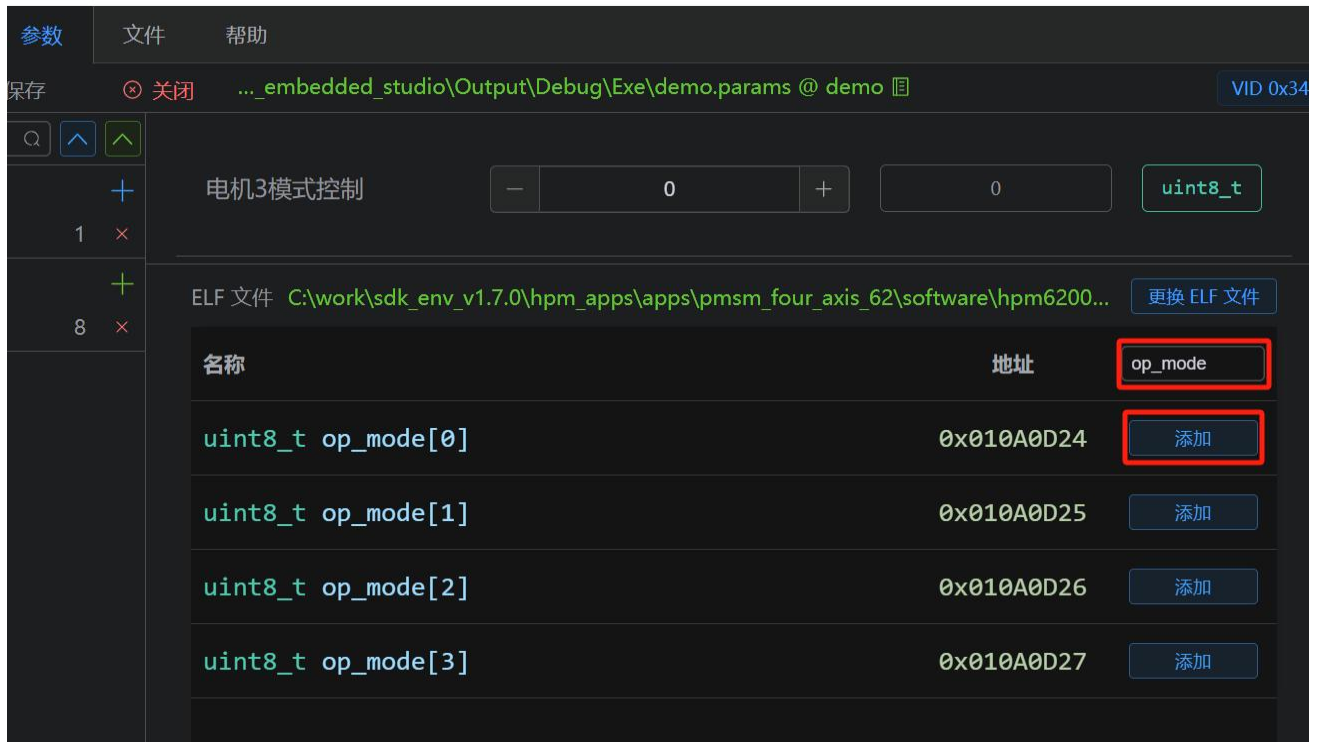 参数 文件 帮助
保存 关闭 ..._embedded_studio\Output\Debug\Exe\demo.params @ demo VID 0x34
电机3模式控制 0 0 uint8_t
1
ELF 文件 C:\work\sdk_env_v1.7.0\hpm_apps\apps\pmsm_four_axis_62\software\hpm6200... 更换 ELF 文件
8
名称 地址 op_mode
uint8_t op_mode[0] 0x010A0D24 添加
uint8_t op_mode[1] 0x010A0D25 添加
uint8_t op_mode[2] 0x010A0D26 添加
uint8_t op_mode[3] 0x010A0D27 添加